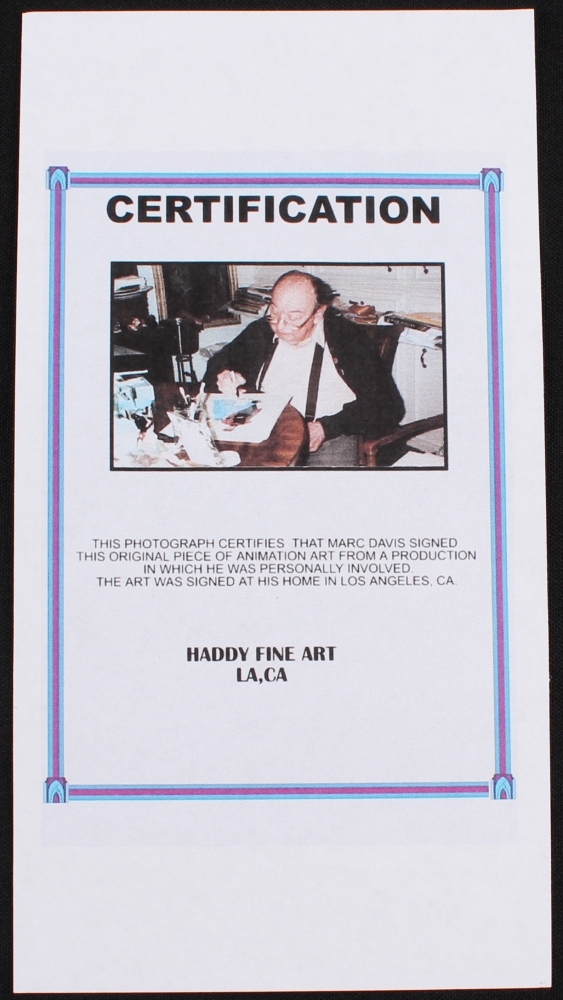 CERTIFICATION
THIS PHOTOGRAPH CERTIFIES THAT MARC DAVIS SIGNED
THIS ORIGINAL PIECE OF ANIMATION ART FROM A PRODUCTION
IN WHICH HE WAS PERSONALLY INVOLVED.
THE ART WAS SIGNED AT HIS HOME IN LOS ANGELES, CA.
HADDY FINE ART
LA,CA